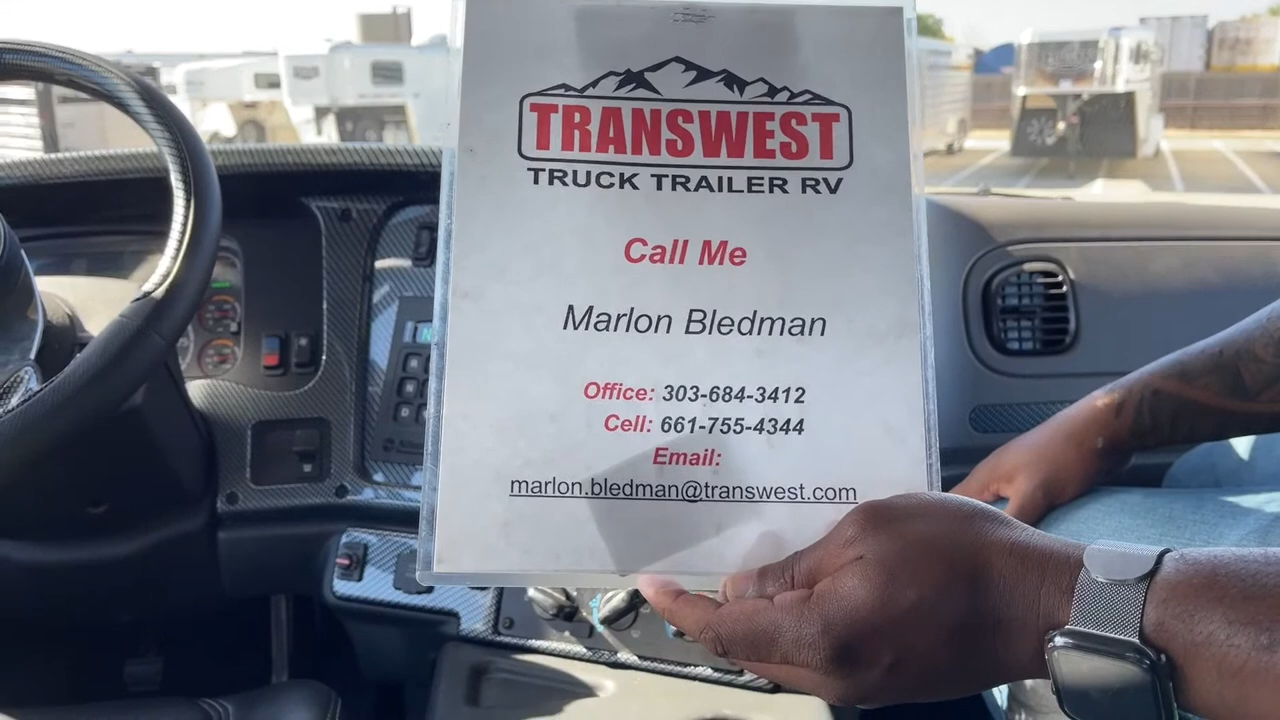 TRANSWEST
TRUCK TRAILER RV
Call Me
Marlon Bledman
Office: 303-684-3412
Cell: 661-755-4344
Email:
marlon.bledman@transwest.com